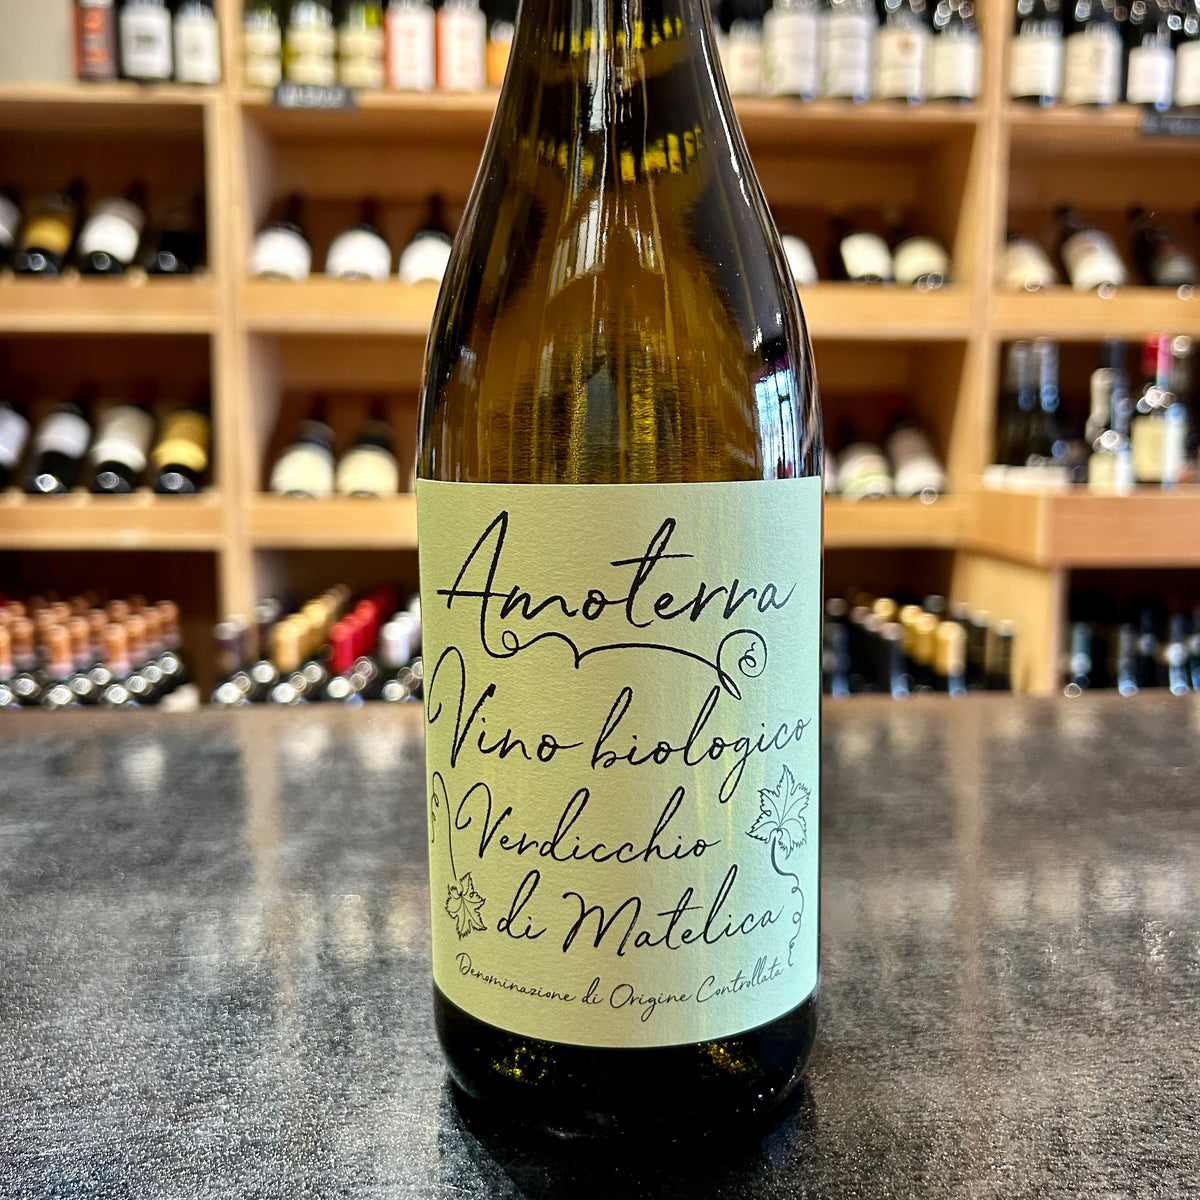 Amoterra
Vino biologico
Verdicchio
di Matelica
Denominazione di Origine Controllata